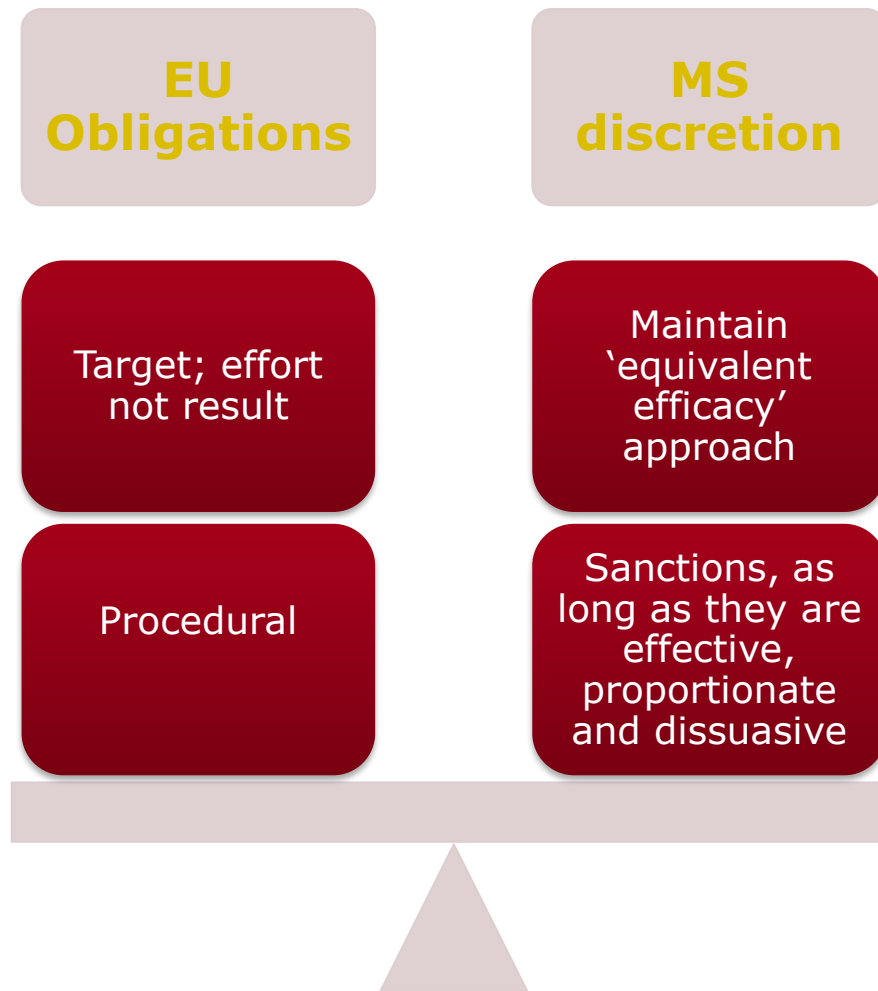 EU
Obligations
MS
discretion
Target; effort
not result
Maintain
‘equivalent
efficacy’
approach
Procedural
Sanctions, as
long as they are
effective,
proportionate
and dissuasive